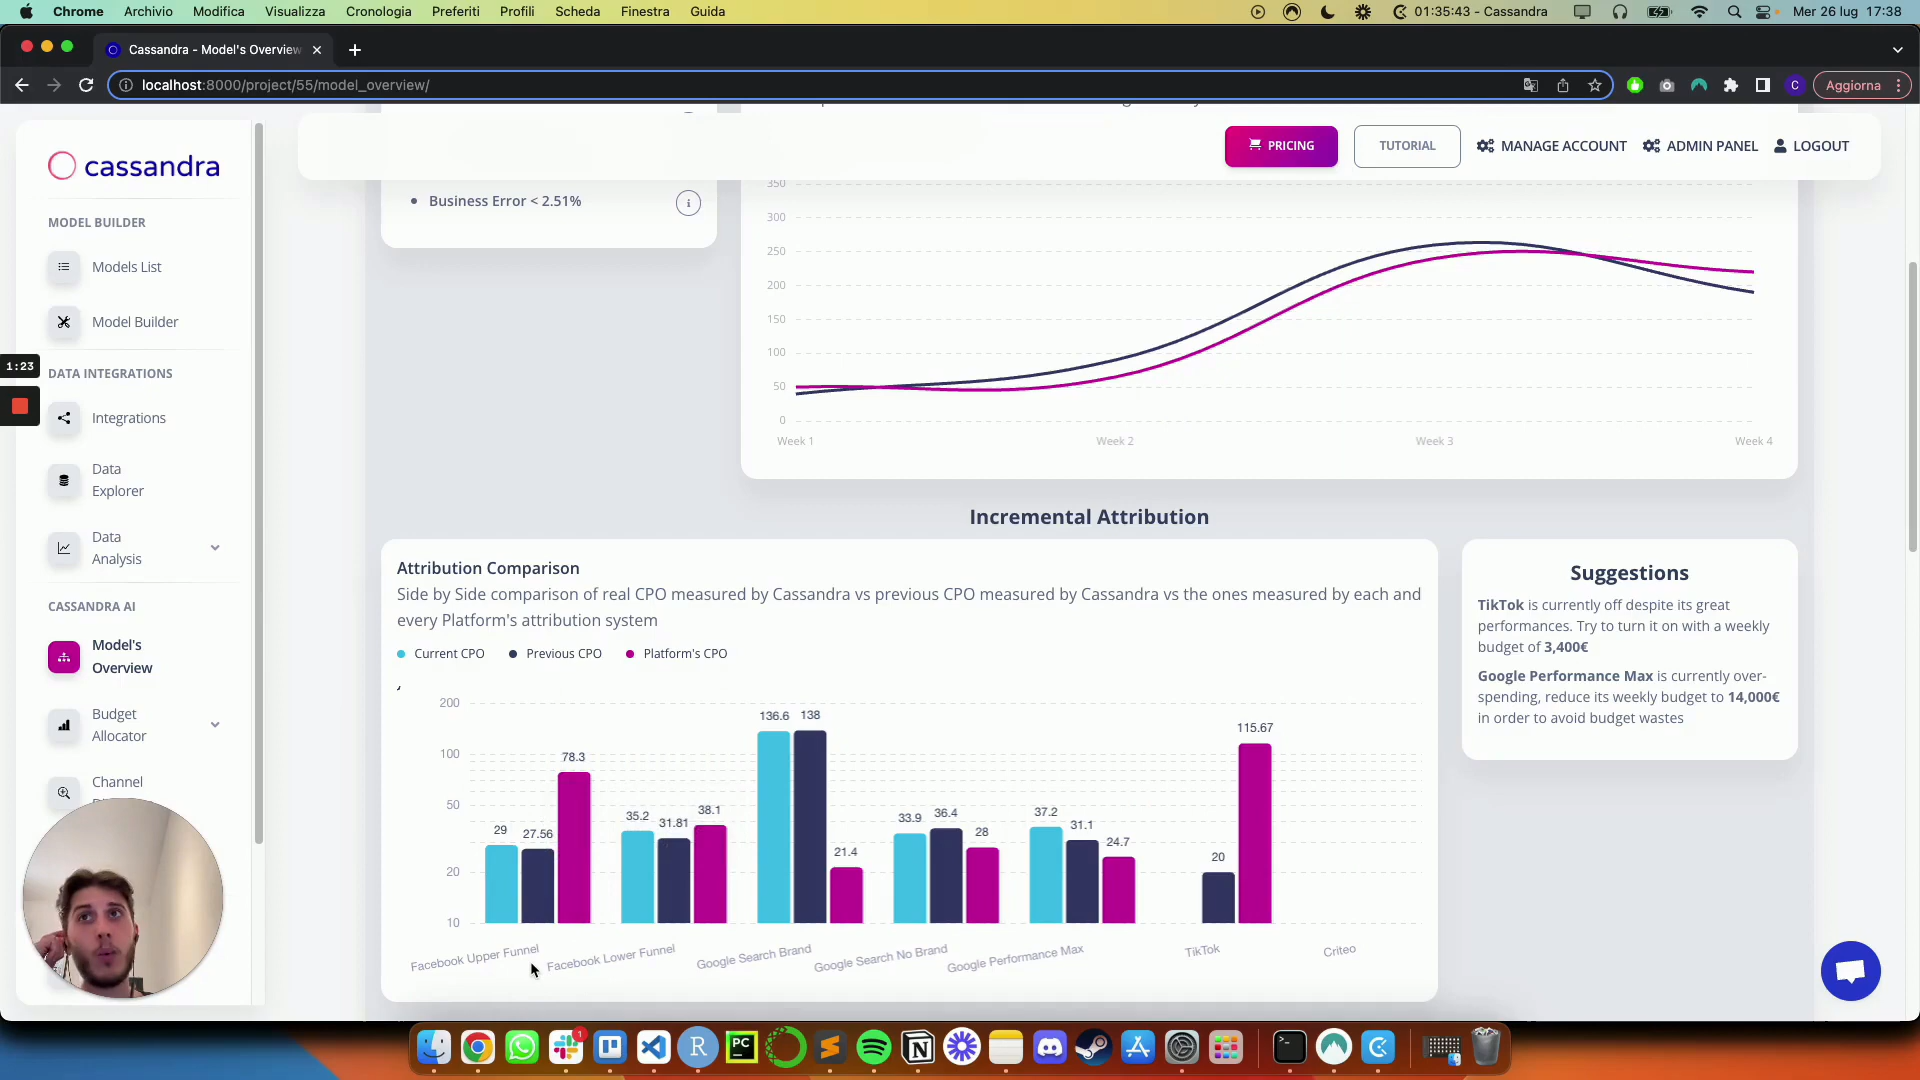 Chrome Archivio Modifica Visualizza Cronologia Preferiti Profili Scheda Finestra Guida 01:35:43 - Cassandra Mer 26 lug 17:38
Cassandra - Model's Overview
localhost:8000/project/55/model_overview/ C Aggiorna
cassandra
PRICING TUTORIAL MANAGE ACCOUNT ADMIN PANEL LOGOUT
MODEL BUILDER
Models List
Model Builder
1:23
DATA INTEGRATIONS
Integrations
Data
Explorer
Data
Analysis
CASSANDRA AI
Model's
Overview
Budget
Allocator
Channel
Business Error < 2.51%
350
300
250
200
150
100
50
0
Week 1 Week 2 Week 3 Week 4
Incremental Attribution
Attribution Comparison
Side by Side comparison of real CPO measured by Cassandra vs previous CPO measured by Cassandra vs the ones measured by each and
every Platform's attribution system
Current CPO Previous CPO Platform's CPO
200
100
50
20
10
29 27.56 78.3
35.2 31.81 38.1
136.6 138 21.4
33.9 36.4 28
37.2 31.1 24.7
20 115.67
Facebook Upper Funnel Facebook Lower Funnel Google Search Brand Google Search No Brand Google Performance Max TikTok Criteo
Suggestions
TikTok is currently off despite its great
performances. Try to turn it on with a weekly
budget of 3,400€
Google Performance Max is currently over-
spending, reduce its weekly budget to 14,000€
in order to avoid budget wastes
1
R
PC